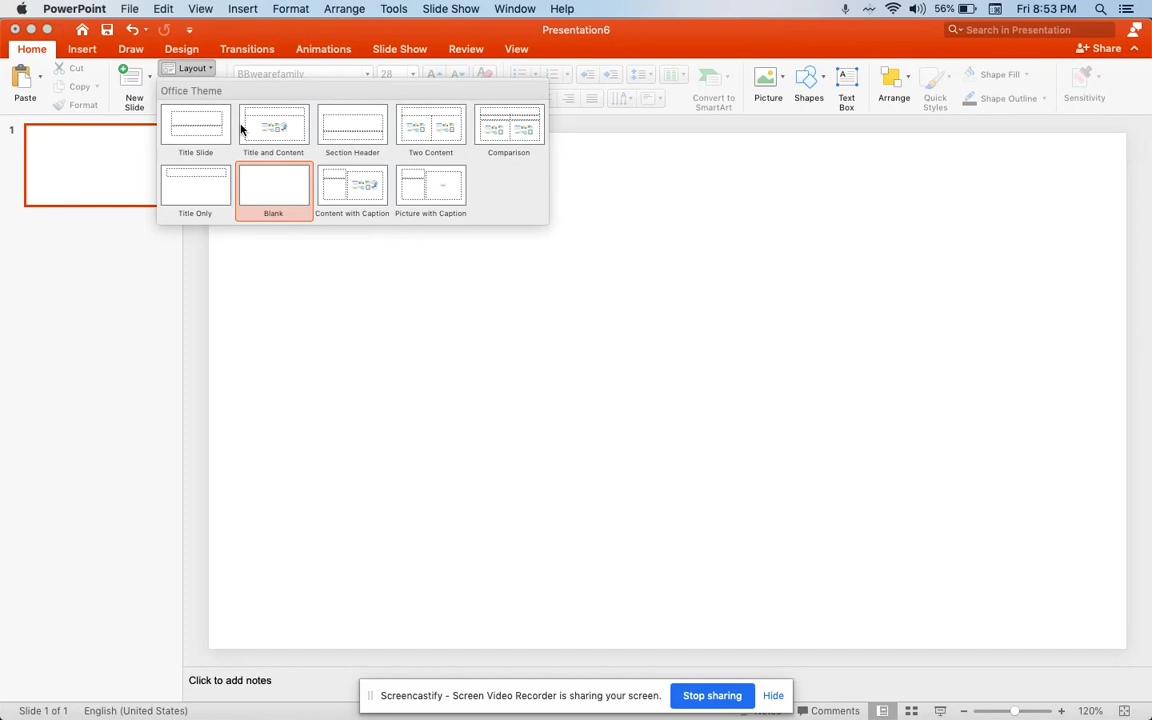 PowerPoint File Edit View Insert Format Arrange Tools Slide Show Window Help 56% Fri 8:53 PM
Presentation6 Search in Presentation
Home Insert Draw Design Transitions Animations Slide Show Review View Share
Paste Cut Copy Format New Slide Layout BBwearefamily 28 Convert to SmartArt Picture Shapes Text Box Arrange Quick Styles Shape Fill Shape Outline Sensitivity
Office Theme
Title Slide Title and Content Section Header Two Content Comparison
Title Only Blank Content with Caption Picture with Caption
1
Click to add notes
Screencastify - Screen Video Recorder is sharing your screen. Stop sharing Hide
Slide 1 of 1 English (United States) Notes Comments 120%